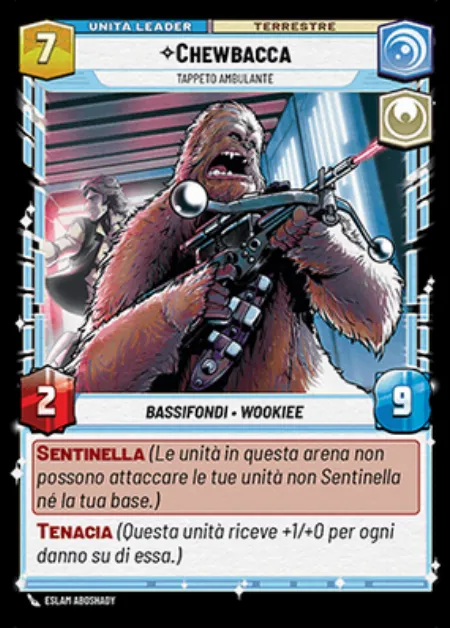 UNITÀ LEADER
TERRESTRE
7
CHEWBACCA
TAPPETO AMBULANTE
2
BASSIFONDI • WOOKIEE
9
SENTINELLA (Le unità in questa arena non
possono attaccare le tue unità non Sentinella
né la tua base.)
TENACIA (Questa unità riceve +1/+0 per ogni
danno su di essa.)
ESLAM ABOSHADY